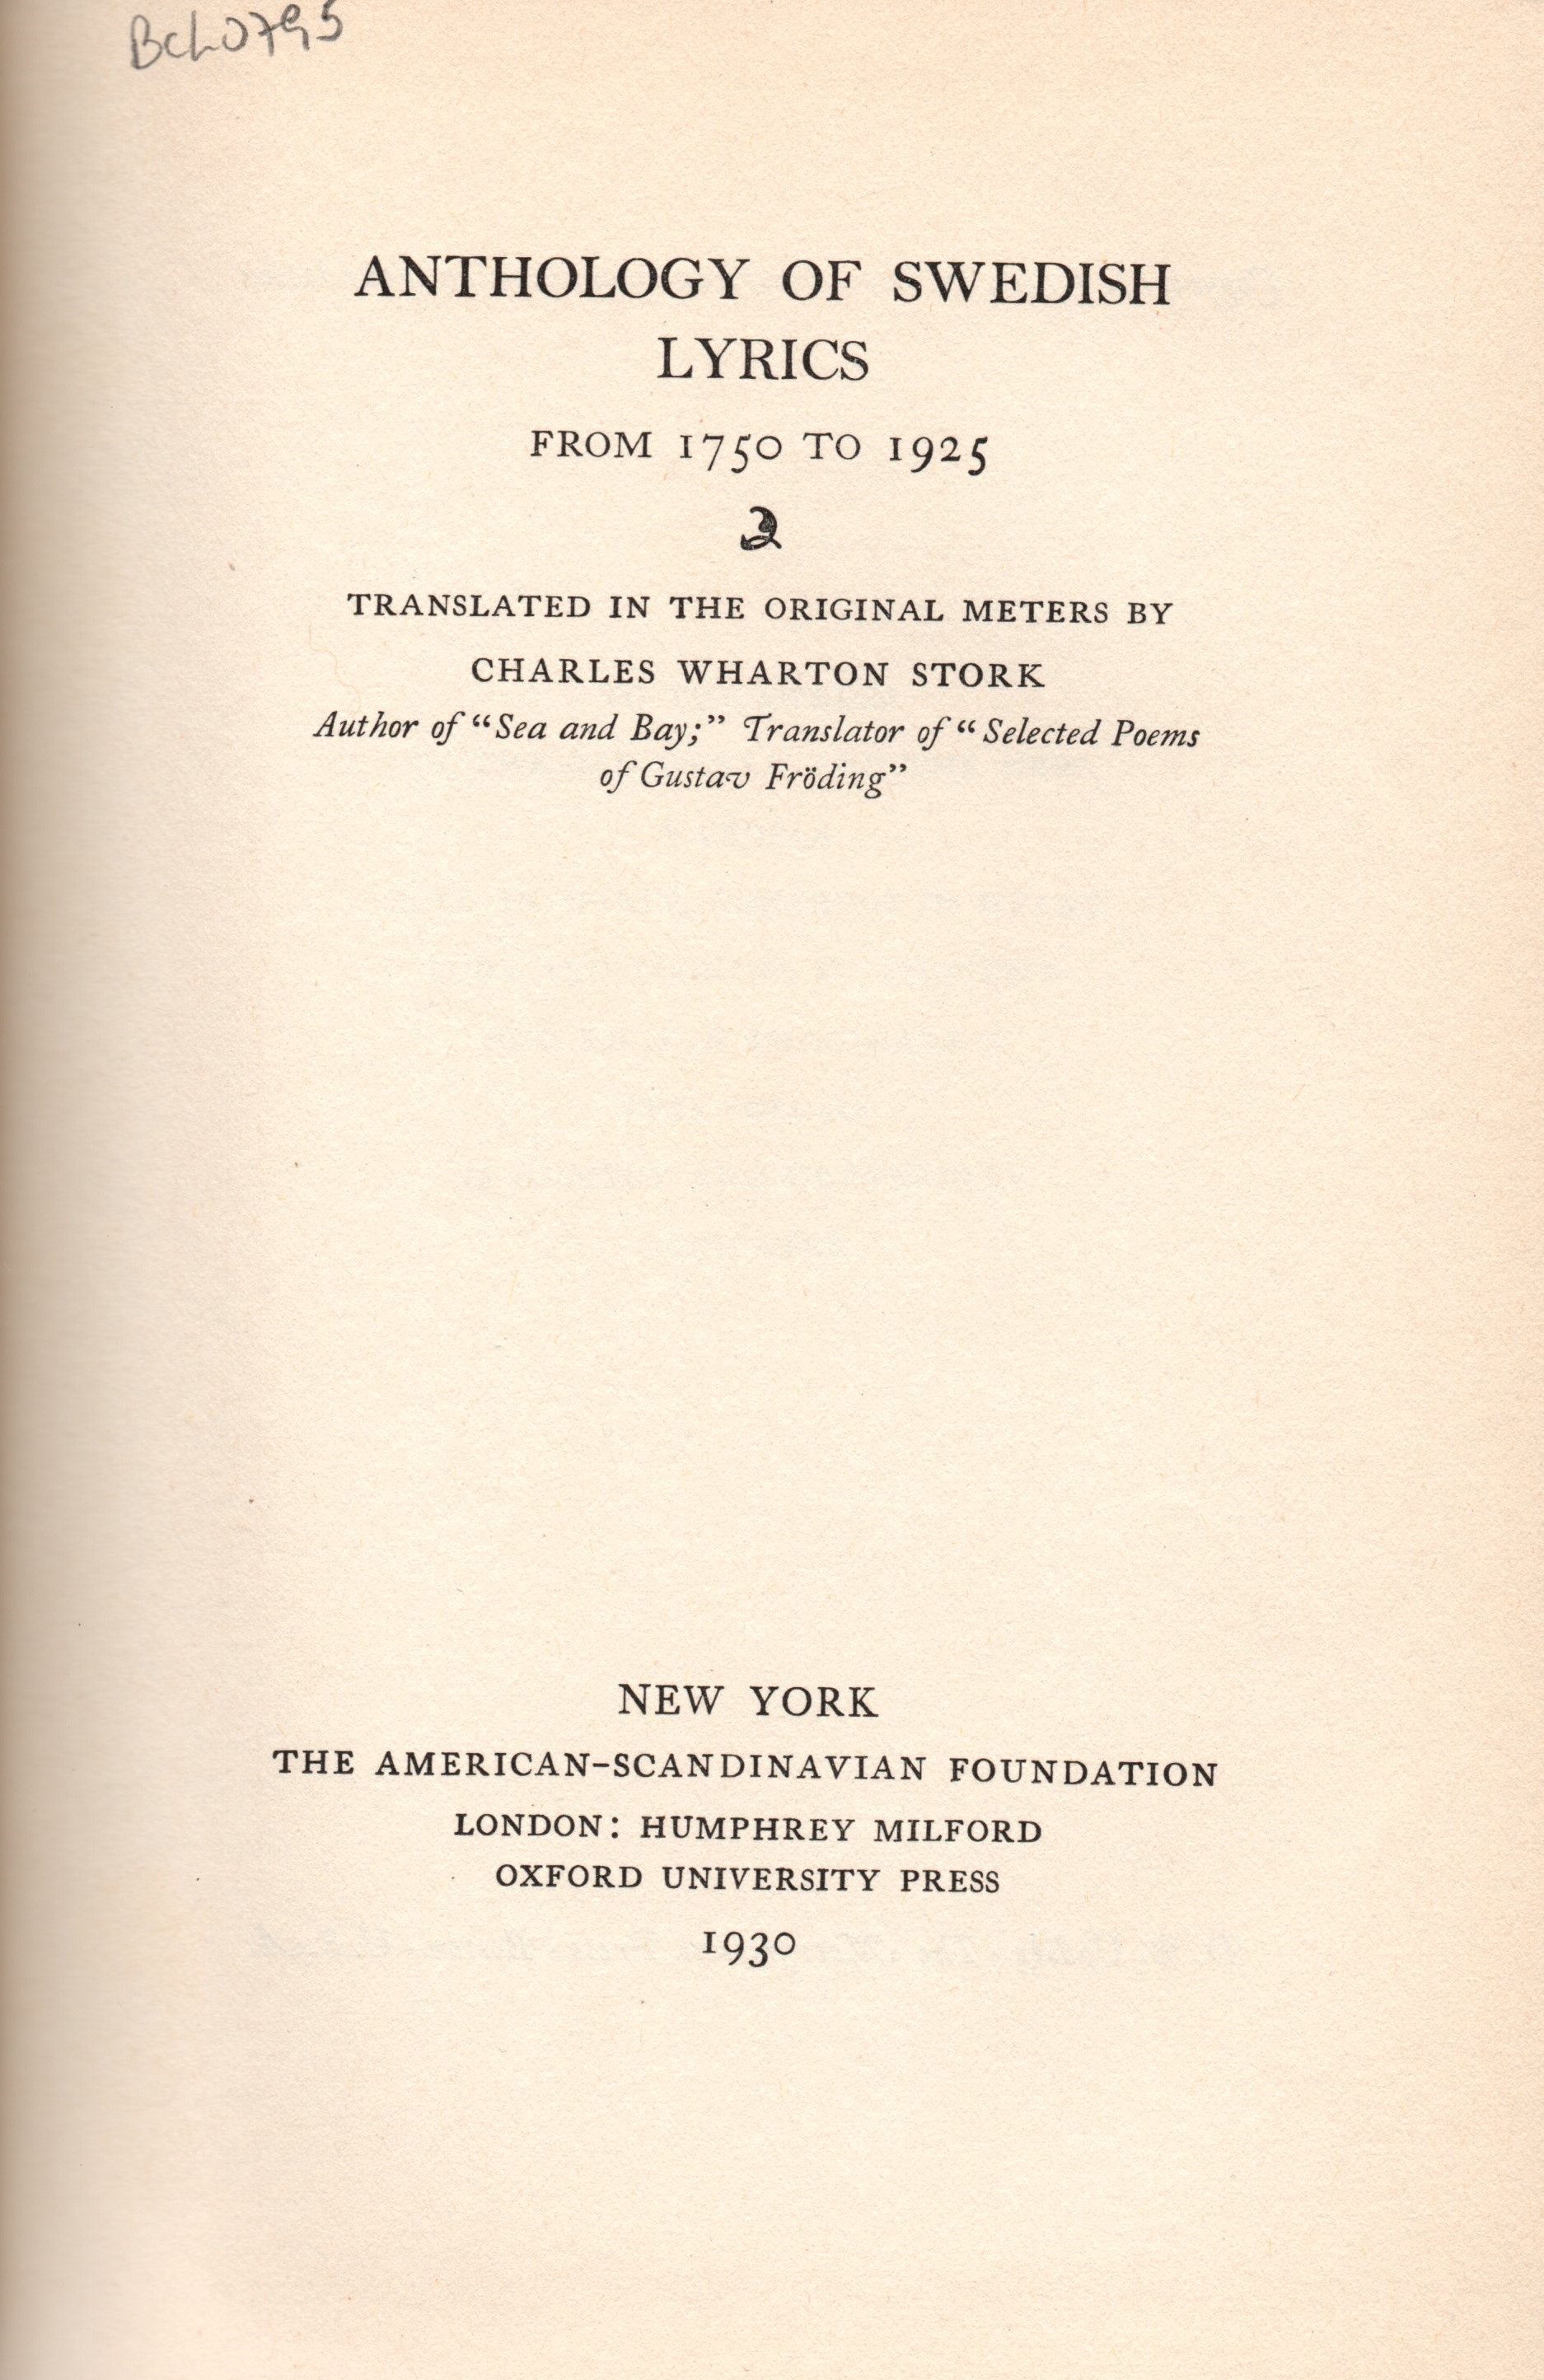 BCL0795
ANTHOLOGY OF SWEDISH
LYRICS
FROM 1750 TO 1925
TRANSLATED IN THE ORIGINAL METERS BY
CHARLES WHARTON STORK
Author of “Sea and Bay;” Translator of “Selected Poems
of Gustav Fröding”
NEW YORK
THE AMERICAN-SCANDINAVIAN FOUNDATION
LONDON: HUMPHREY MILFORD
OXFORD UNIVERSITY PRESS
1930